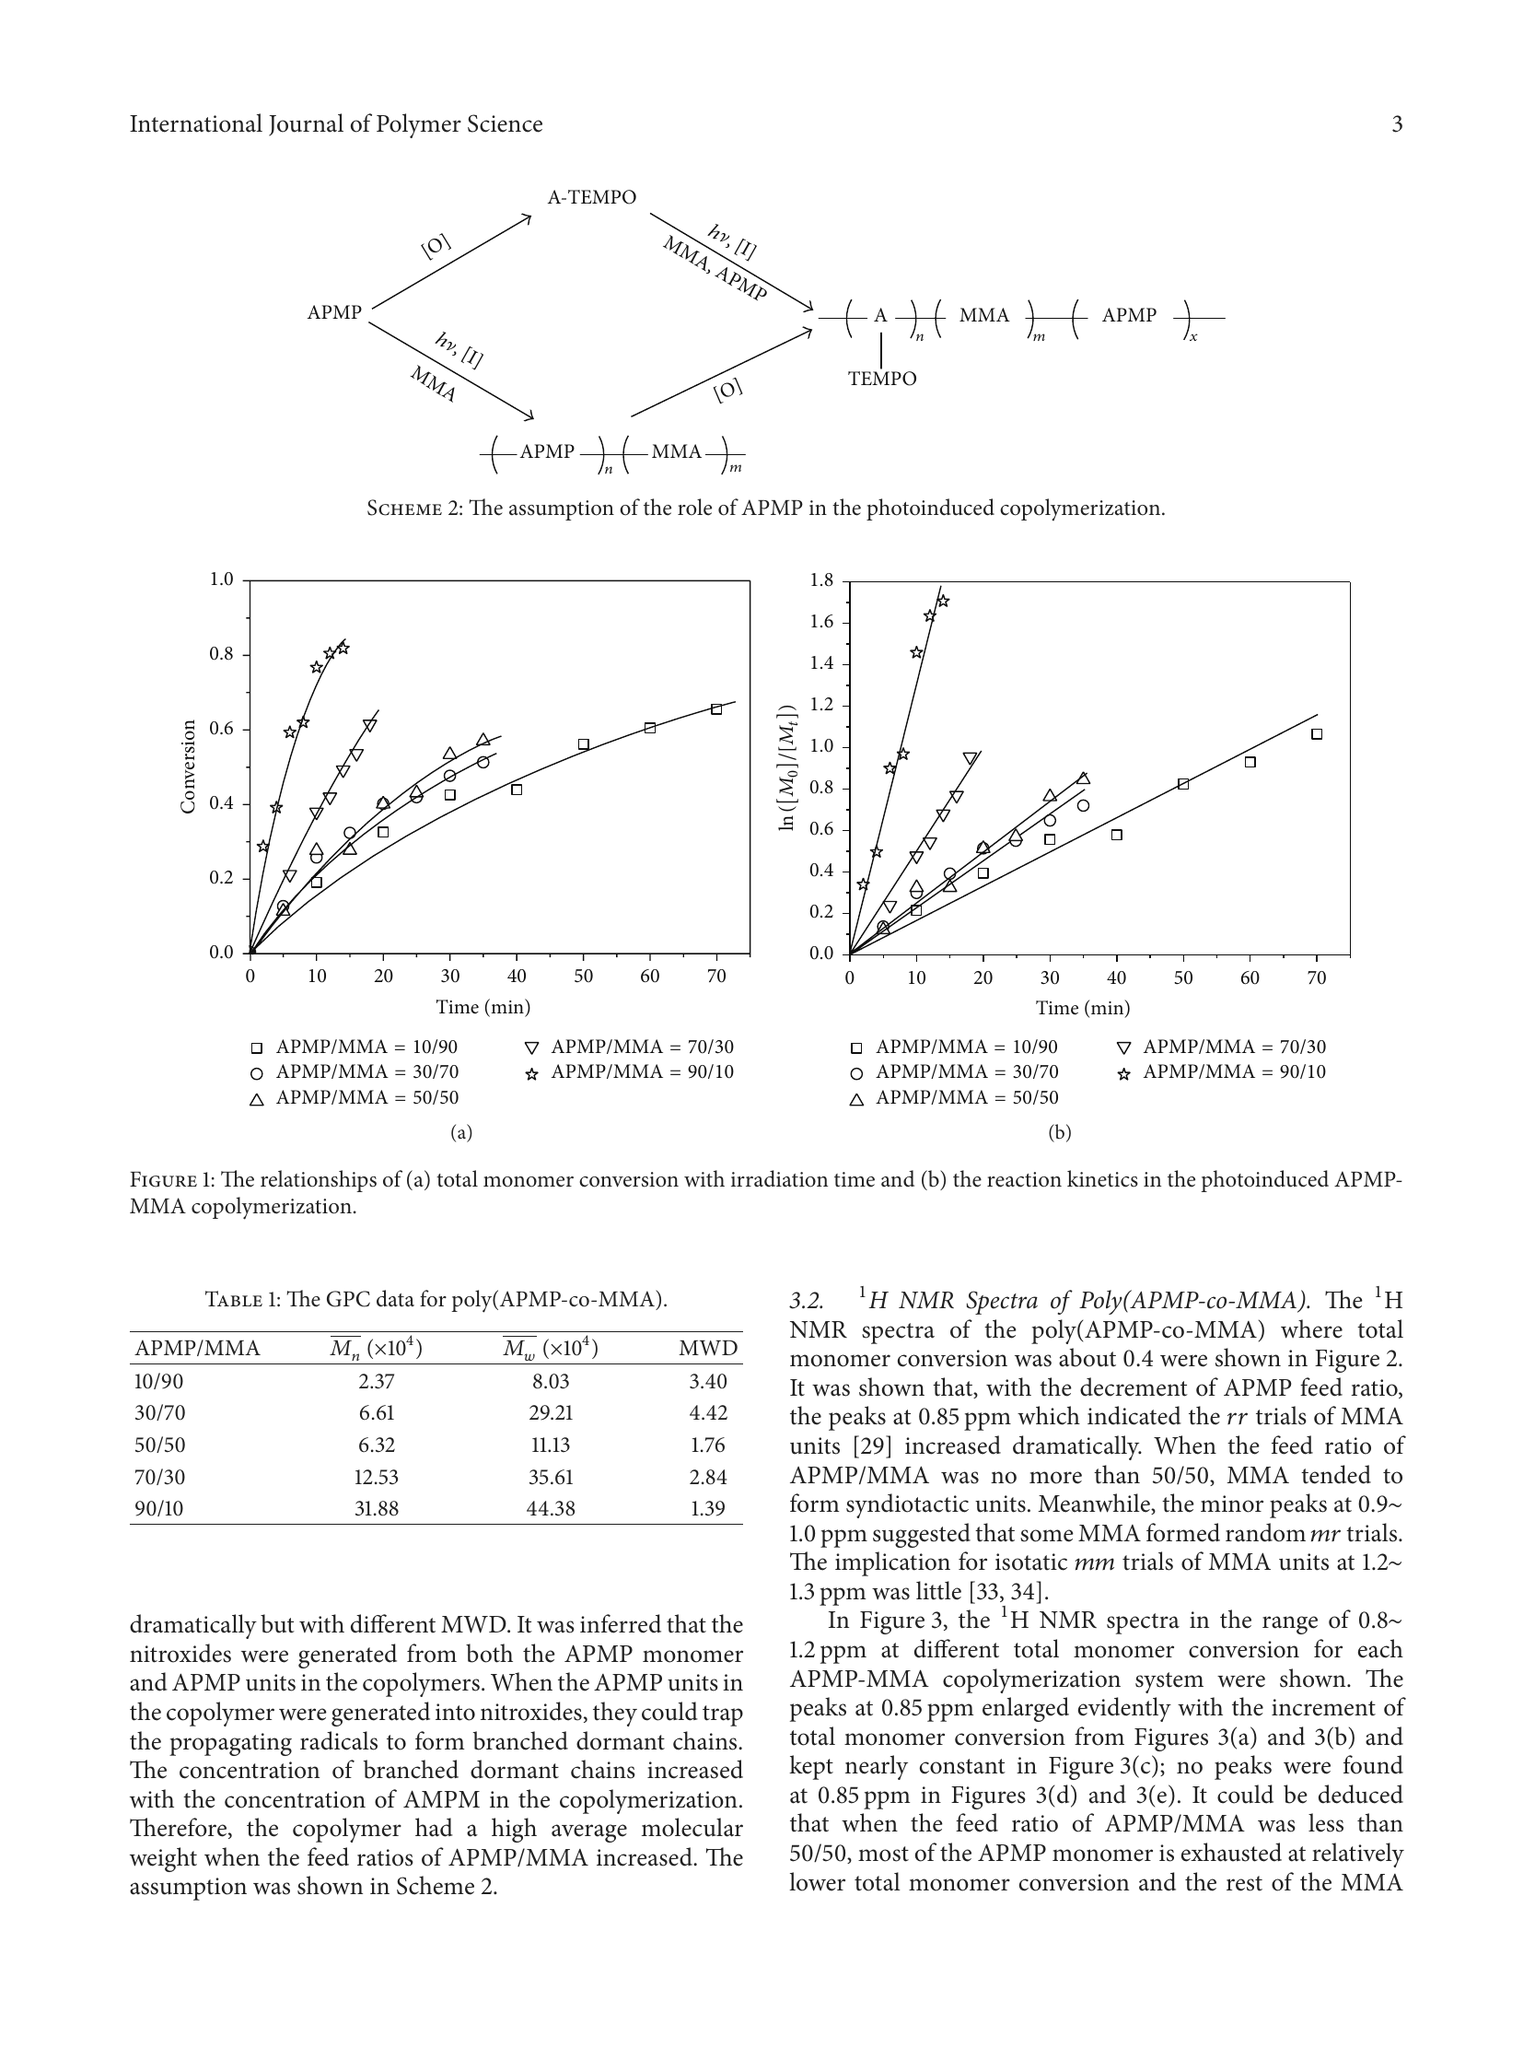 International Journal of Polymer Science 3
A-TEMPO
[O]
hν, [I]
MMA, APMP
APMP
( A )n ( MMA )m ( APMP )x
TEMPO
hν, [I]
MMA
[O]
( APMP )n ( MMA )m
SCHEME 2: The assumption of the role of APMP in the photoinduced copolymerization.
1.0
0.8
0.6
0.4
0.2
0.0
Conversion
0 10 20 30 40 50 60 70
Time (min)
APMP/MMA = 10/90
APMP/MMA = 30/70
APMP/MMA = 50/50
APMP/MMA = 70/30
APMP/MMA = 90/10
(a)
1.8
1.6
1.4
1.2
1.0
0.8
0.6
0.4
0.2
0.0
ln ([M0]/[Mt])
0 10 20 30 40 50 60 70
Time (min)
APMP/MMA = 10/90
APMP/MMA = 30/70
APMP/MMA = 50/50
APMP/MMA = 70/30
APMP/MMA = 90/10
(b)
FIGURE 1: The relationships of (a) total monomer conversion with irradiation time and (b) the reaction kinetics in the photoinduced APMP-
MMA copolymerization.
TABLE 1: The GPC data for poly(APMP-co-MMA).
APMP/MMA M̅n (×10⁴) M̅w (×10⁴) MWD
10/90 2.37 8.03 3.40
30/70 6.61 29.21 4.42
50/50 6.32 11.13 1.76
70/30 12.53 35.61 2.84
90/10 31.88 44.38 1.39
dramatically but with different MWD. It was inferred that the
nitroxides were generated from both the APMP monomer
and APMP units in the copolymers. When the APMP units in
the copolymer were generated into nitroxides, they could trap
the propagating radicals to form branched dormant chains.
The concentration of branched dormant chains increased
with the concentration of AMPM in the copolymerization.
Therefore, the copolymer had a high average molecular
weight when the feed ratios of APMP/MMA increased. The
assumption was shown in Scheme 2.
3.2. ¹H NMR Spectra of Poly(APMP-co-MMA). The ¹H
NMR spectra of the poly(APMP-co-MMA) where total
monomer conversion was about 0.4 were shown in Figure 2.
It was shown that, with the decrement of APMP feed ratio,
the peaks at 0.85 ppm which indicated the rr trials of MMA
units [29] increased dramatically. When the feed ratio of
APMP/MMA was no more than 50/50, MMA tended to
form syndiotactic units. Meanwhile, the minor peaks at 0.9~
1.0 ppm suggested that some MMA formed random mr trials.
The implication for isotatic mm trials of MMA units at 1.2~
1.3 ppm was little [33, 34].
In Figure 3, the ¹H NMR spectra in the range of 0.8~
1.2 ppm at different total monomer conversion for each
APMP-MMA copolymerization system were shown. The
peaks at 0.85 ppm enlarged evidently with the increment of
total monomer conversion from Figures 3(a) and 3(b) and
kept nearly constant in Figure 3(c); no peaks were found
at 0.85 ppm in Figures 3(d) and 3(e). It could be deduced
that when the feed ratio of APMP/MMA was less than
50/50, most of the APMP monomer is exhausted at relatively
lower total monomer conversion and the rest of the MMA